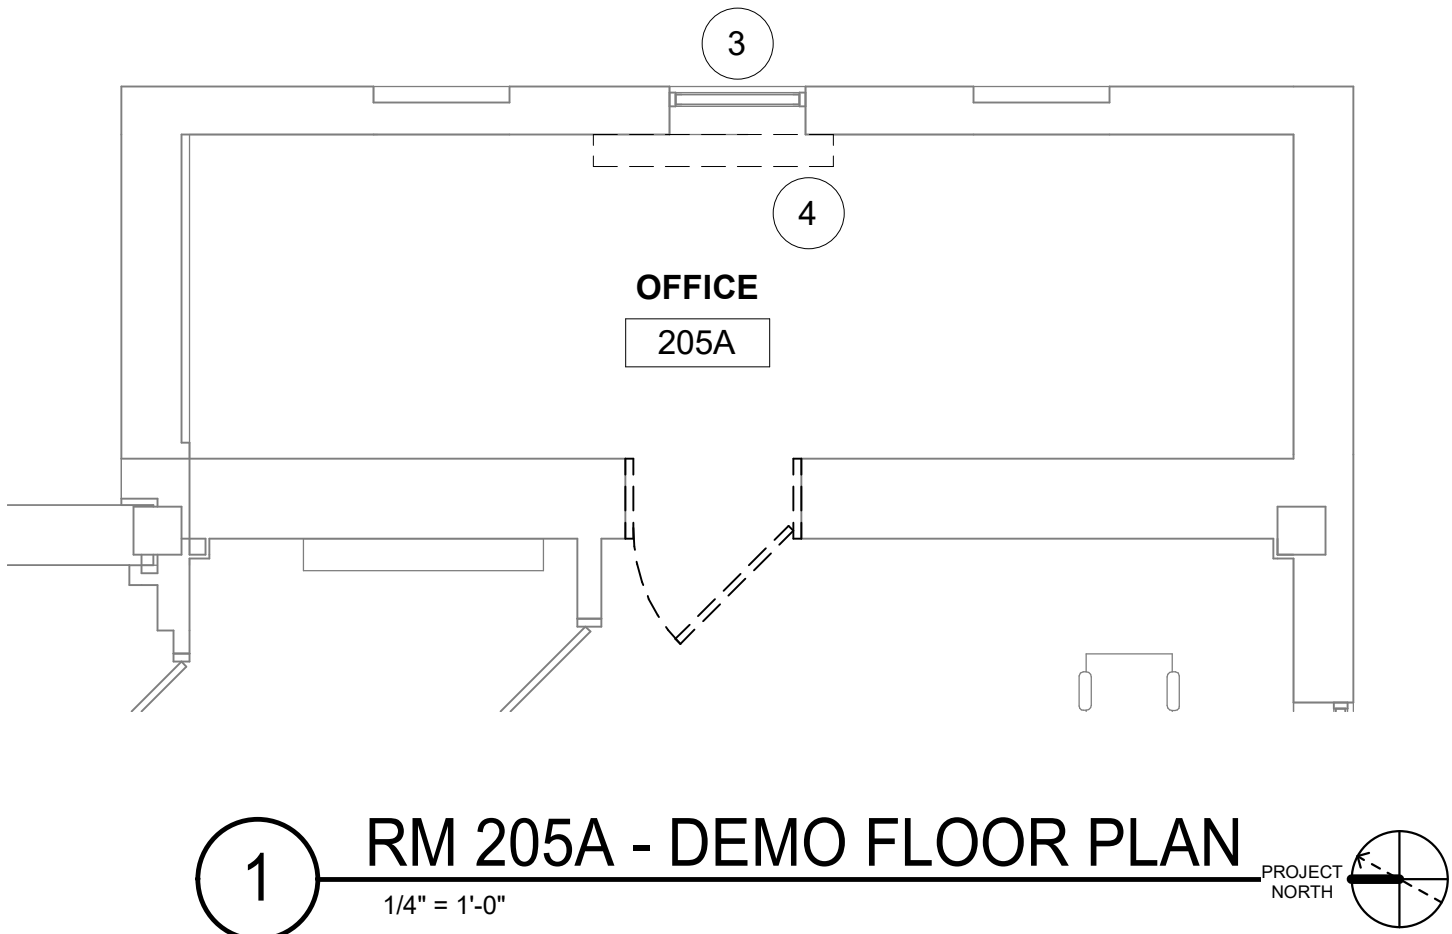 3
4
OFFICE
205A
1
RM 205A - DEMO FLOOR PLAN
1/4" = 1'-0"
PROJECT
NORTH